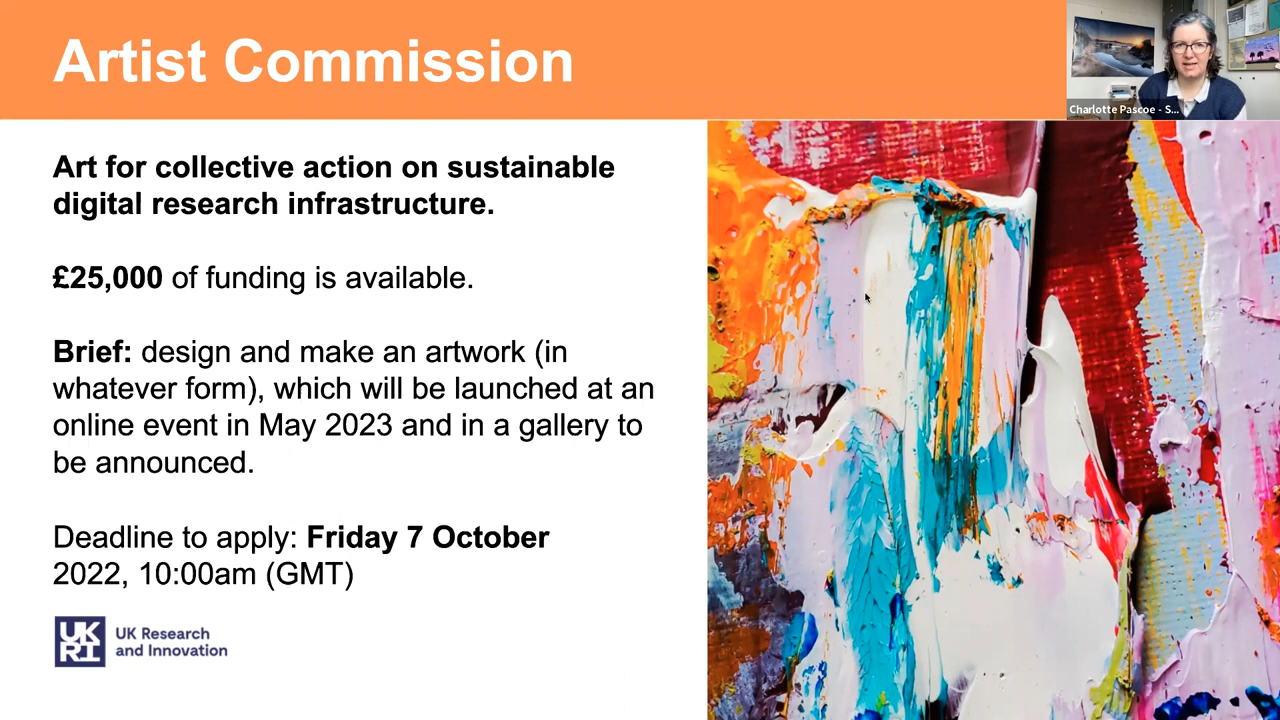 Artist Commission
Charlotte Pascoe - S...
Art for collective action on sustainable
digital research infrastructure.
£25,000 of funding is available.
Brief: design and make an artwork (in
whatever form), which will be launched at an
online event in May 2023 and in a gallery to
be announced.
Deadline to apply: Friday 7 October
2022, 10:00am (GMT)
UK
RI
UK Research
and Innovation